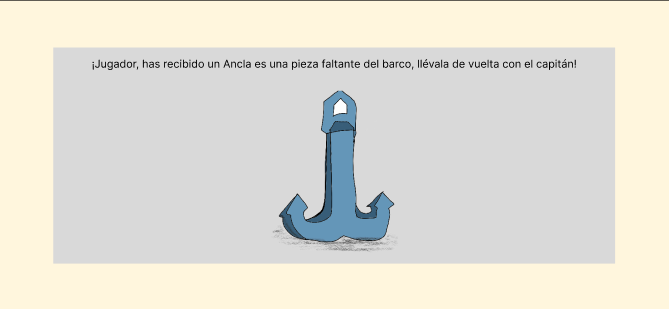 ¡Jugador, has recibido un Ancla es una pieza faltante del barco, llévala de vuelta con el capitán!